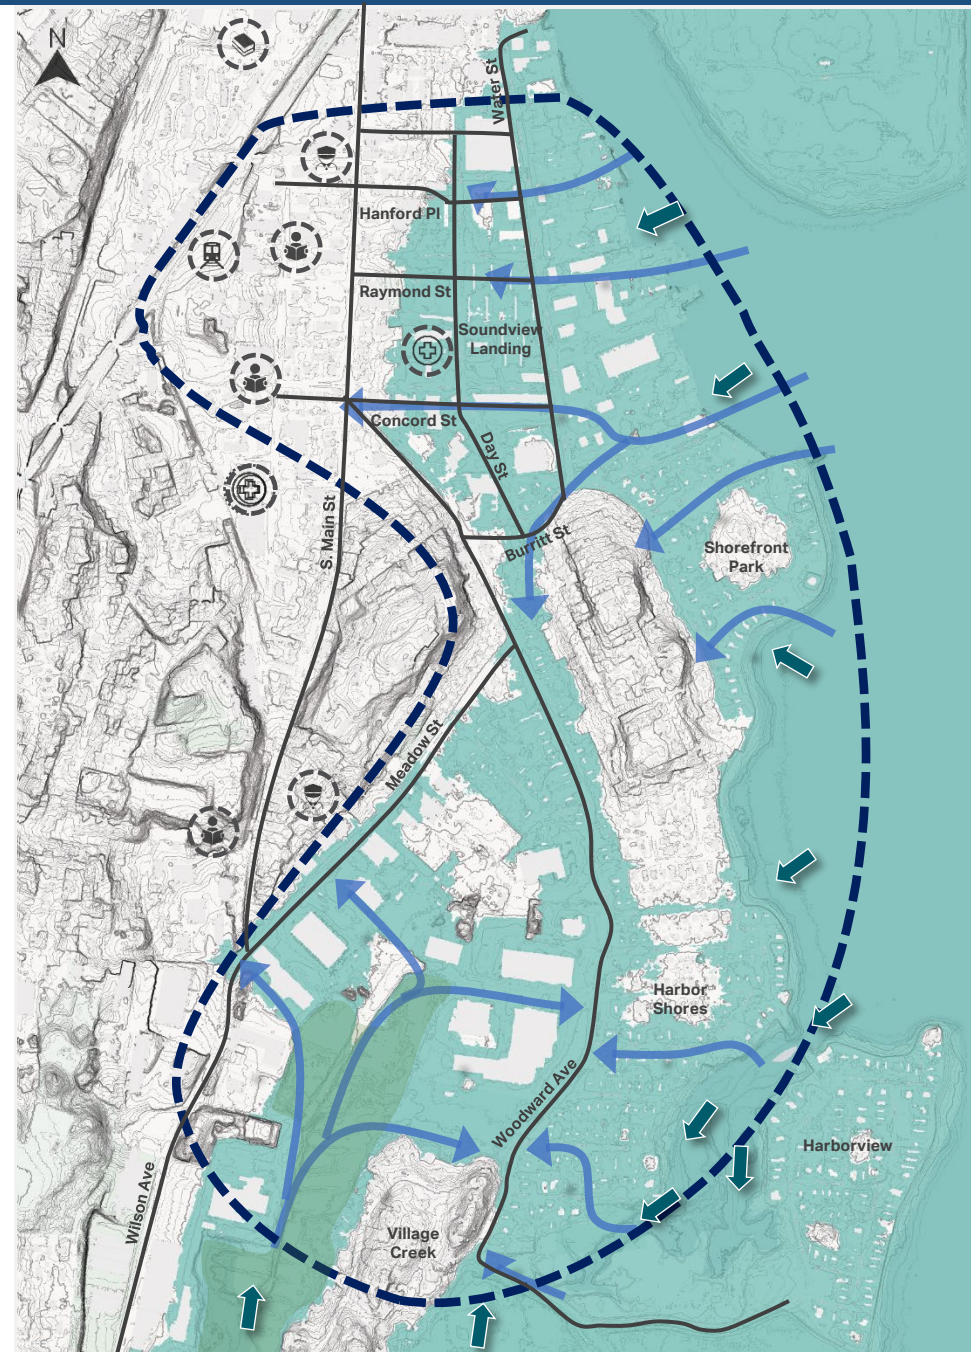 N
Water St
Hanford Pl
Raymond St
Soundview
Landing
Concord St
Day St
S. Main St
Burritt St
Shorefront
Park
Meadow St
Harbor
Shores
Woodward Ave
Harborview
Wilson Ave
Village
Creek